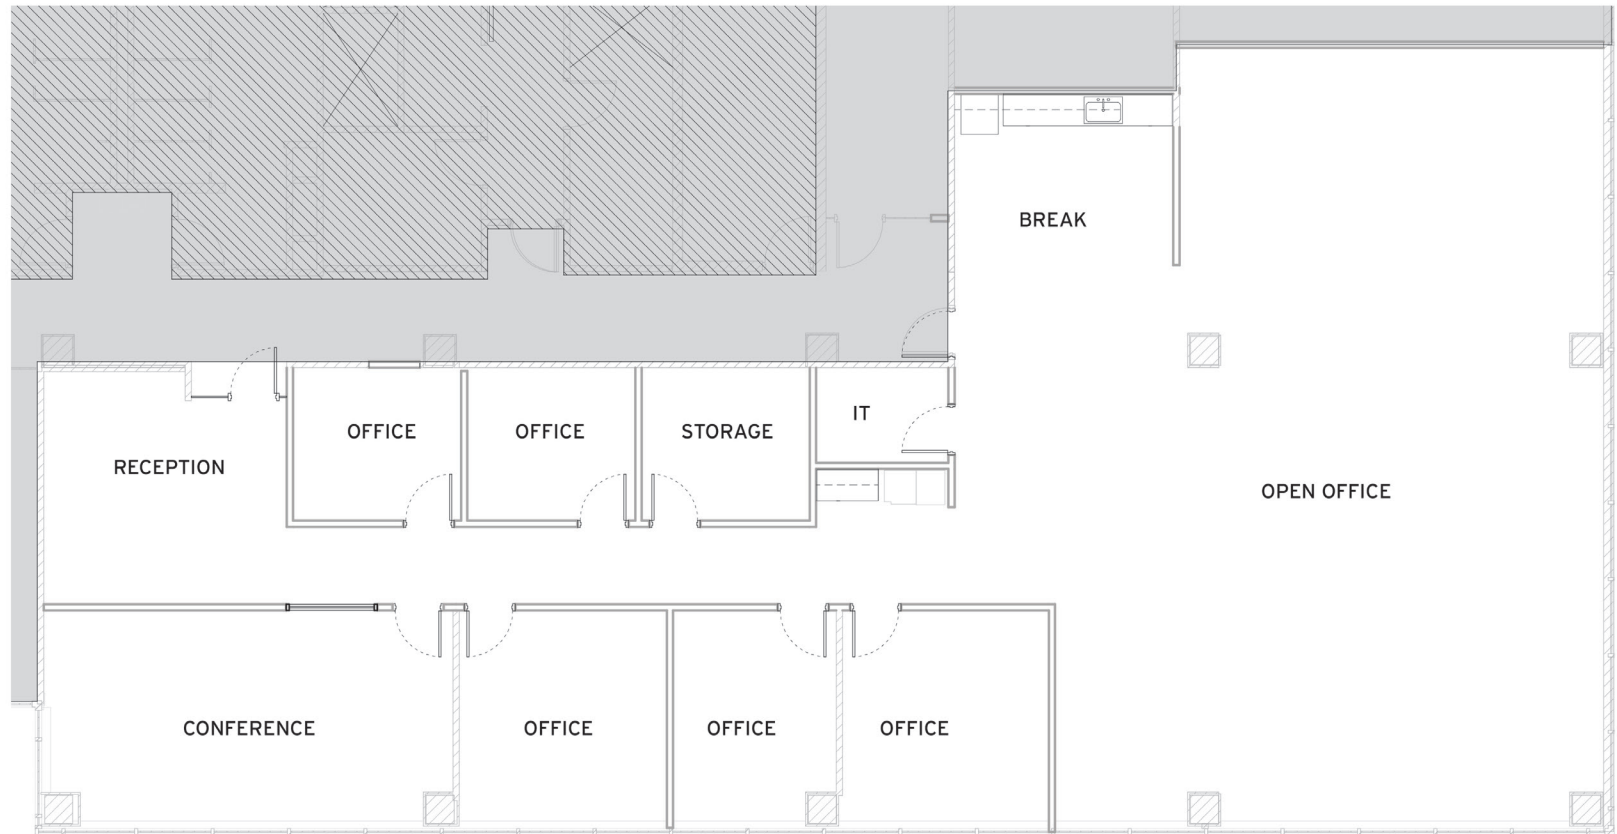 BREAK
OFFICE
OFFICE
STORAGE
IT
RECEPTION
OPEN OFFICE
CONFERENCE
OFFICE
OFFICE
OFFICE